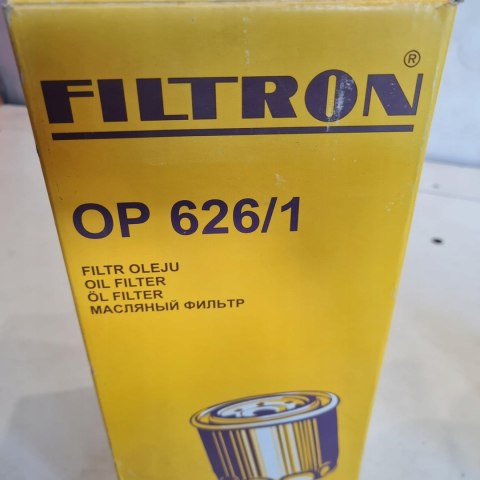 FILTRON®
OP 626/1
FILTR OLEJU
OIL FILTER
ÖL FILTER
МАСЛЯНЫЙ ФИЛЬТР